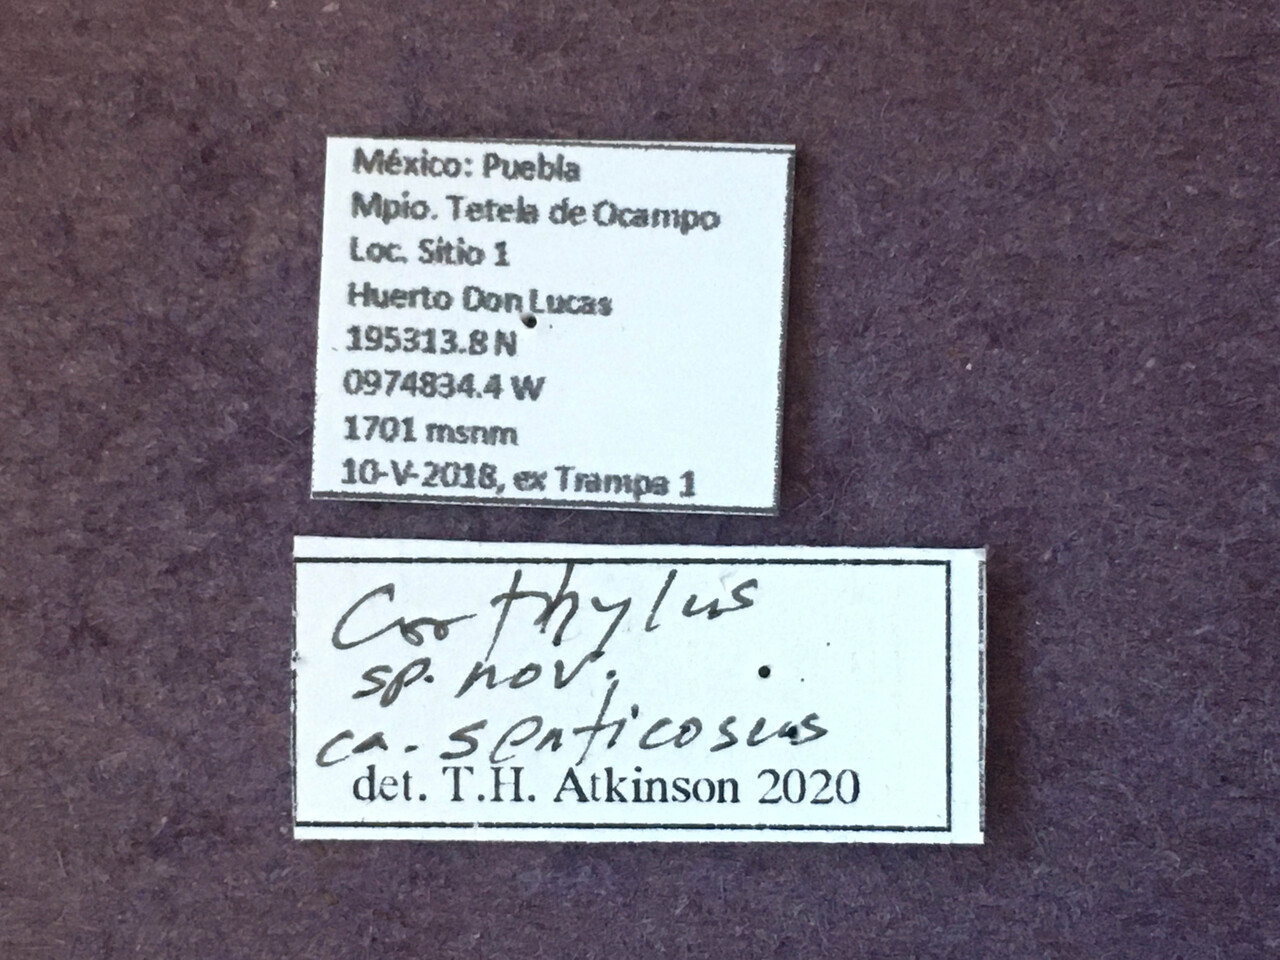 México: Puebla
Mpio. Tetela de Ocampo
Loc. Sitio 1
Huerto Don Lucas
195313.8 N
0974834.4 W
1701 msnm
10-V-2018, ex Trampa 1
Corthylus
sp. nov.
ca. senticosus
det. T.H. Atkinson 2020